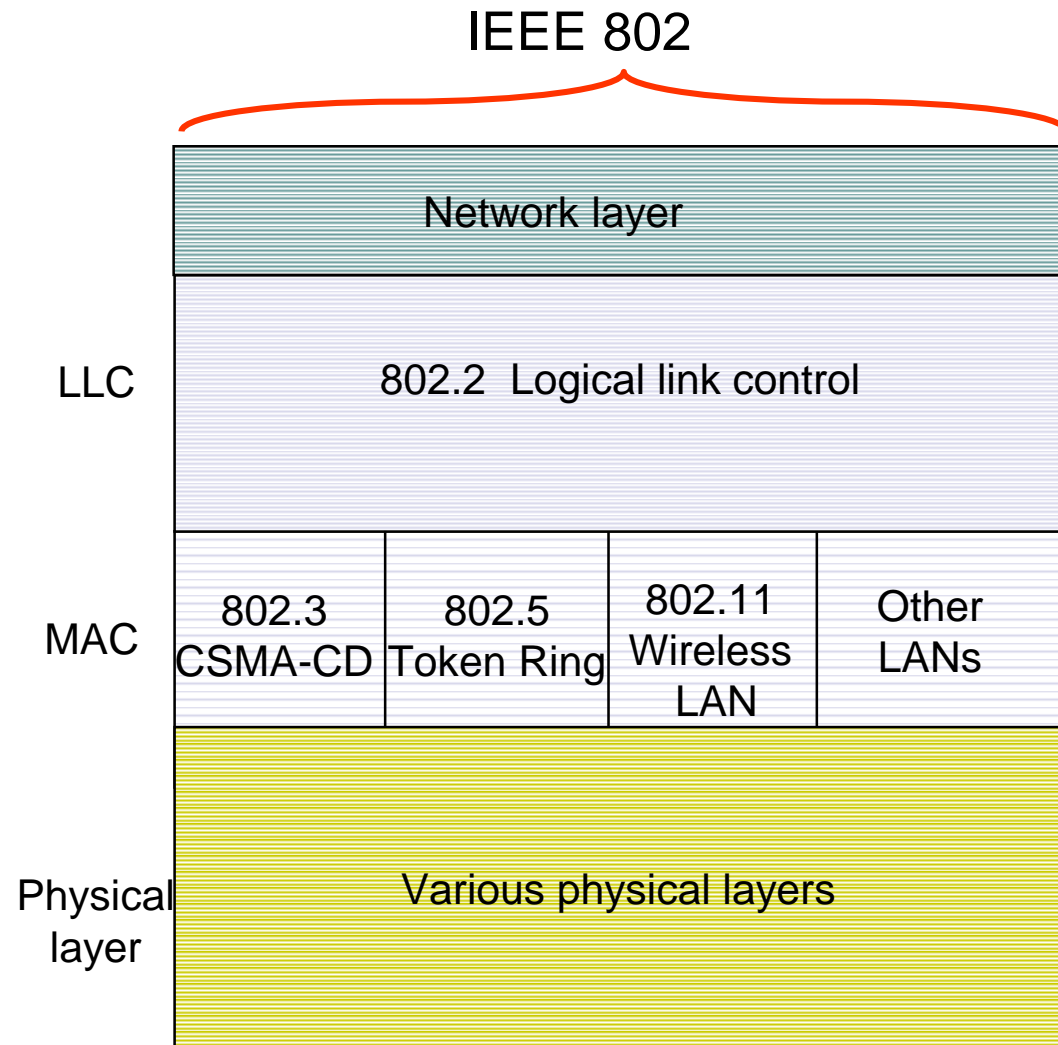 IEEE 802
Network layer
LLC
802.2 Logical link control
MAC
802.3
CSMA-CD
802.5
Token Ring
802.11
Wireless
LAN
Other
LANs
Physical
layer
Various physical layers